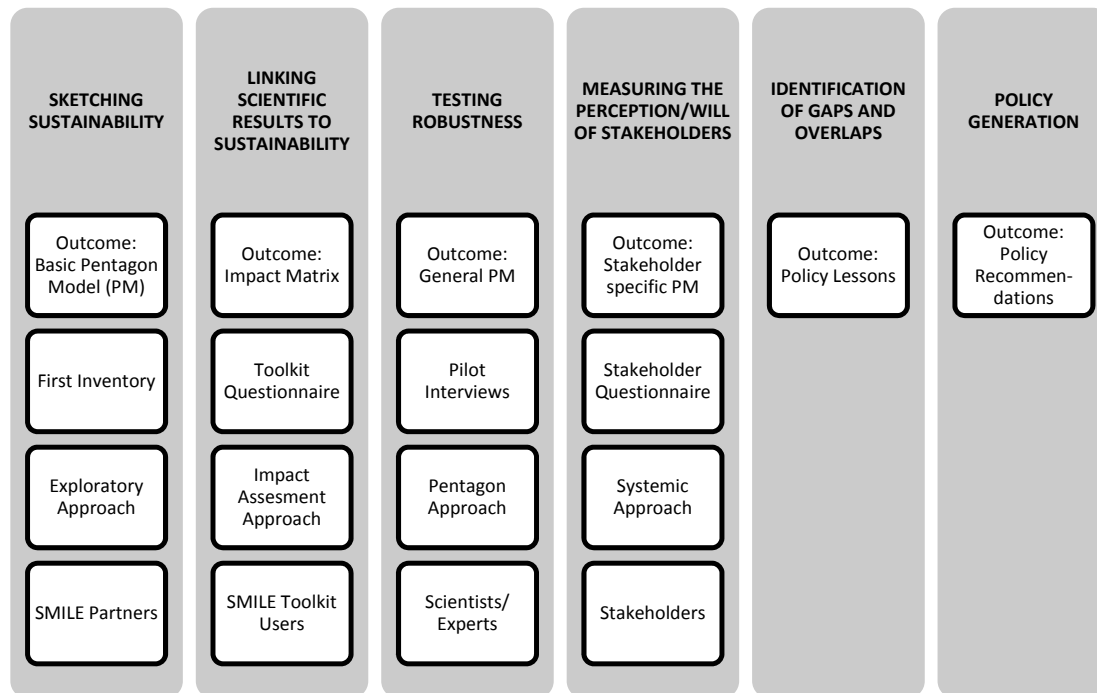 SKETCHING
SUSTAINABILITY
Outcome:
Basic Pentagon
Model (PM)
First Inventory
Exploratory
Approach
SMILE Partners
LINKING
SCIENTIFIC
RESULTS TO
SUSTAINABILITY
Outcome:
Impact Matrix
Toolkit
Questionnaire
Impact
Assesment
Approach
SMILE Toolkit
Users
TESTING
ROBUSTNESS
Outcome:
General PM
Pilot
Interviews
Pentagon
Approach
Scientists/
Experts
MEASURING THE
PERCEPTION/WILL
OF STAKEHOLDERS
Outcome:
Stakeholder
specific PM
Stakeholder
Questionnaire
Systemic
Approach
Stakeholders
IDENTIFICATION
OF GAPS AND
OVERLAPS
Outcome:
Policy Lessons
POLICY
GENERATION
Outcome:
Policy
Recommen-
dations